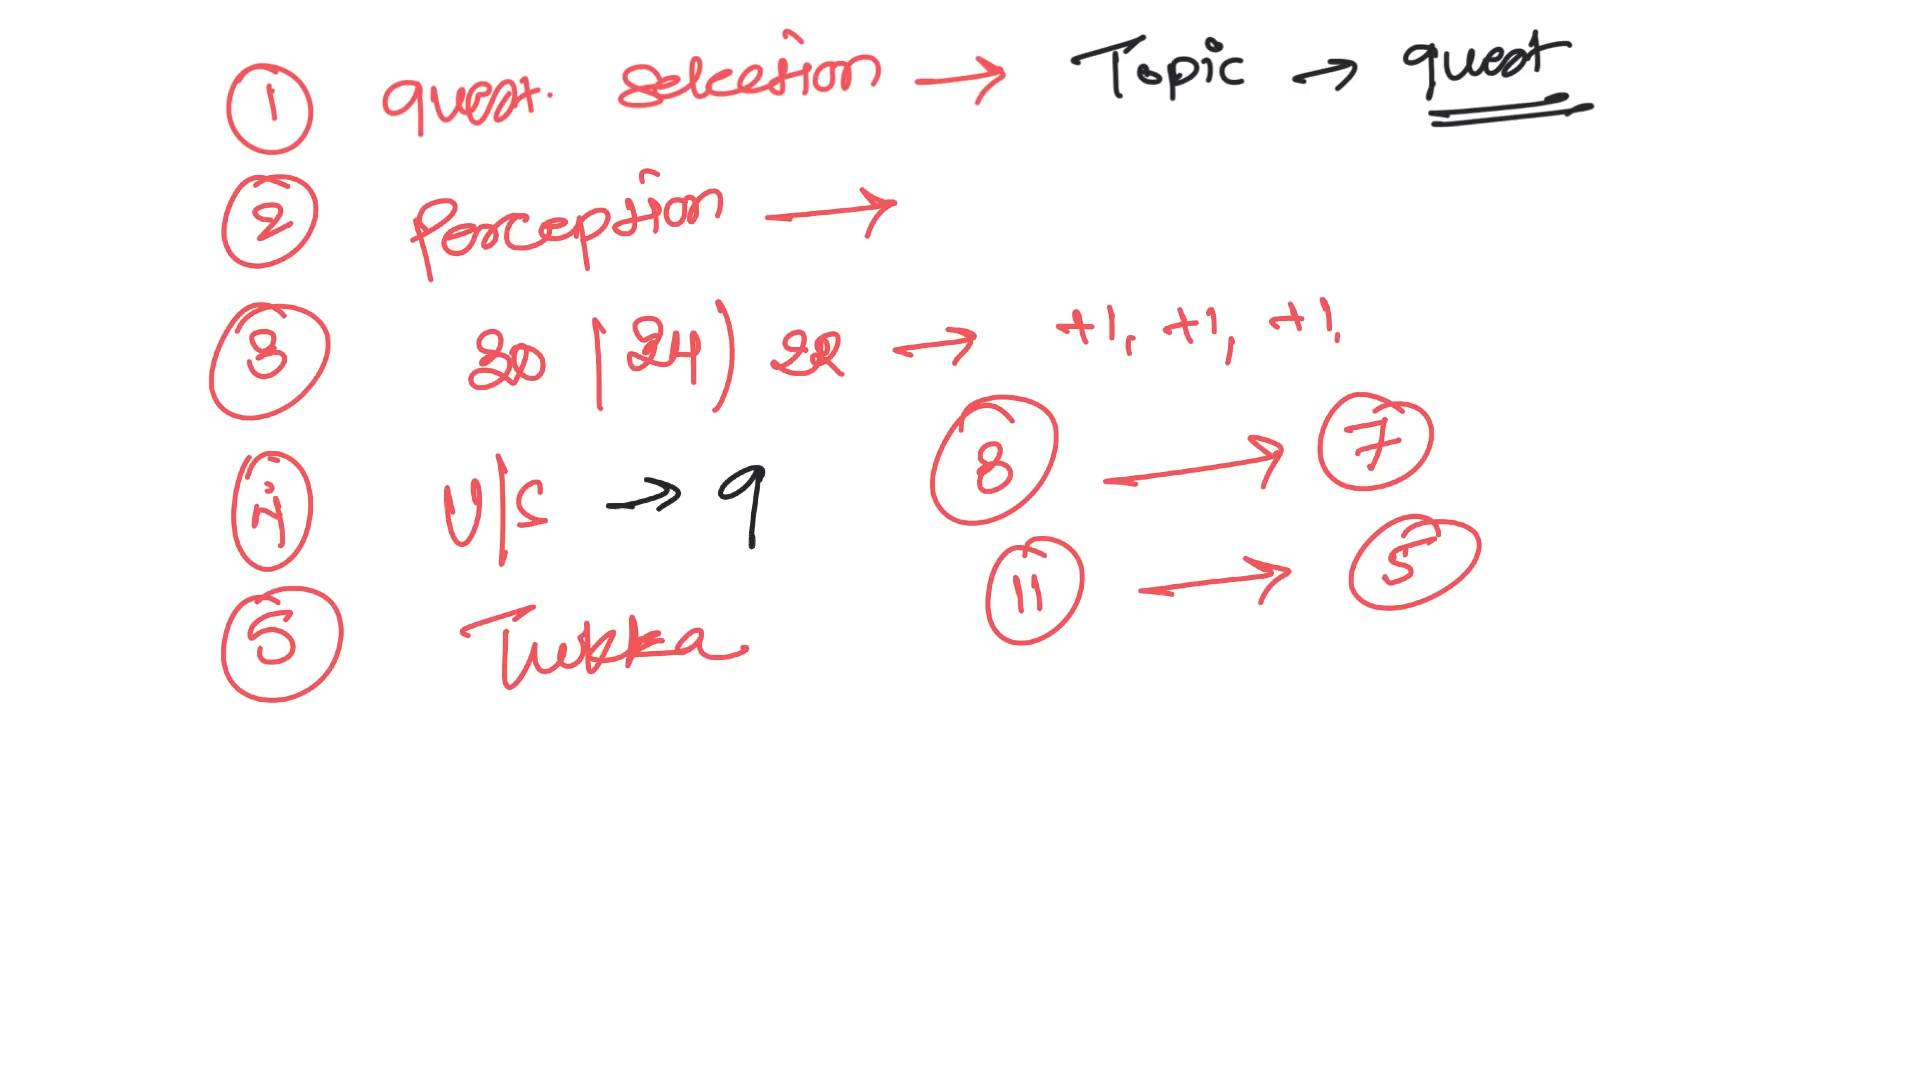 1 quest. selection → Topic → quest
2 Perception →
3 20 | 24 ) 22 → +1, +1, +1,
4 V|S → 9 8 → 7
11 → 5
5 Tukka